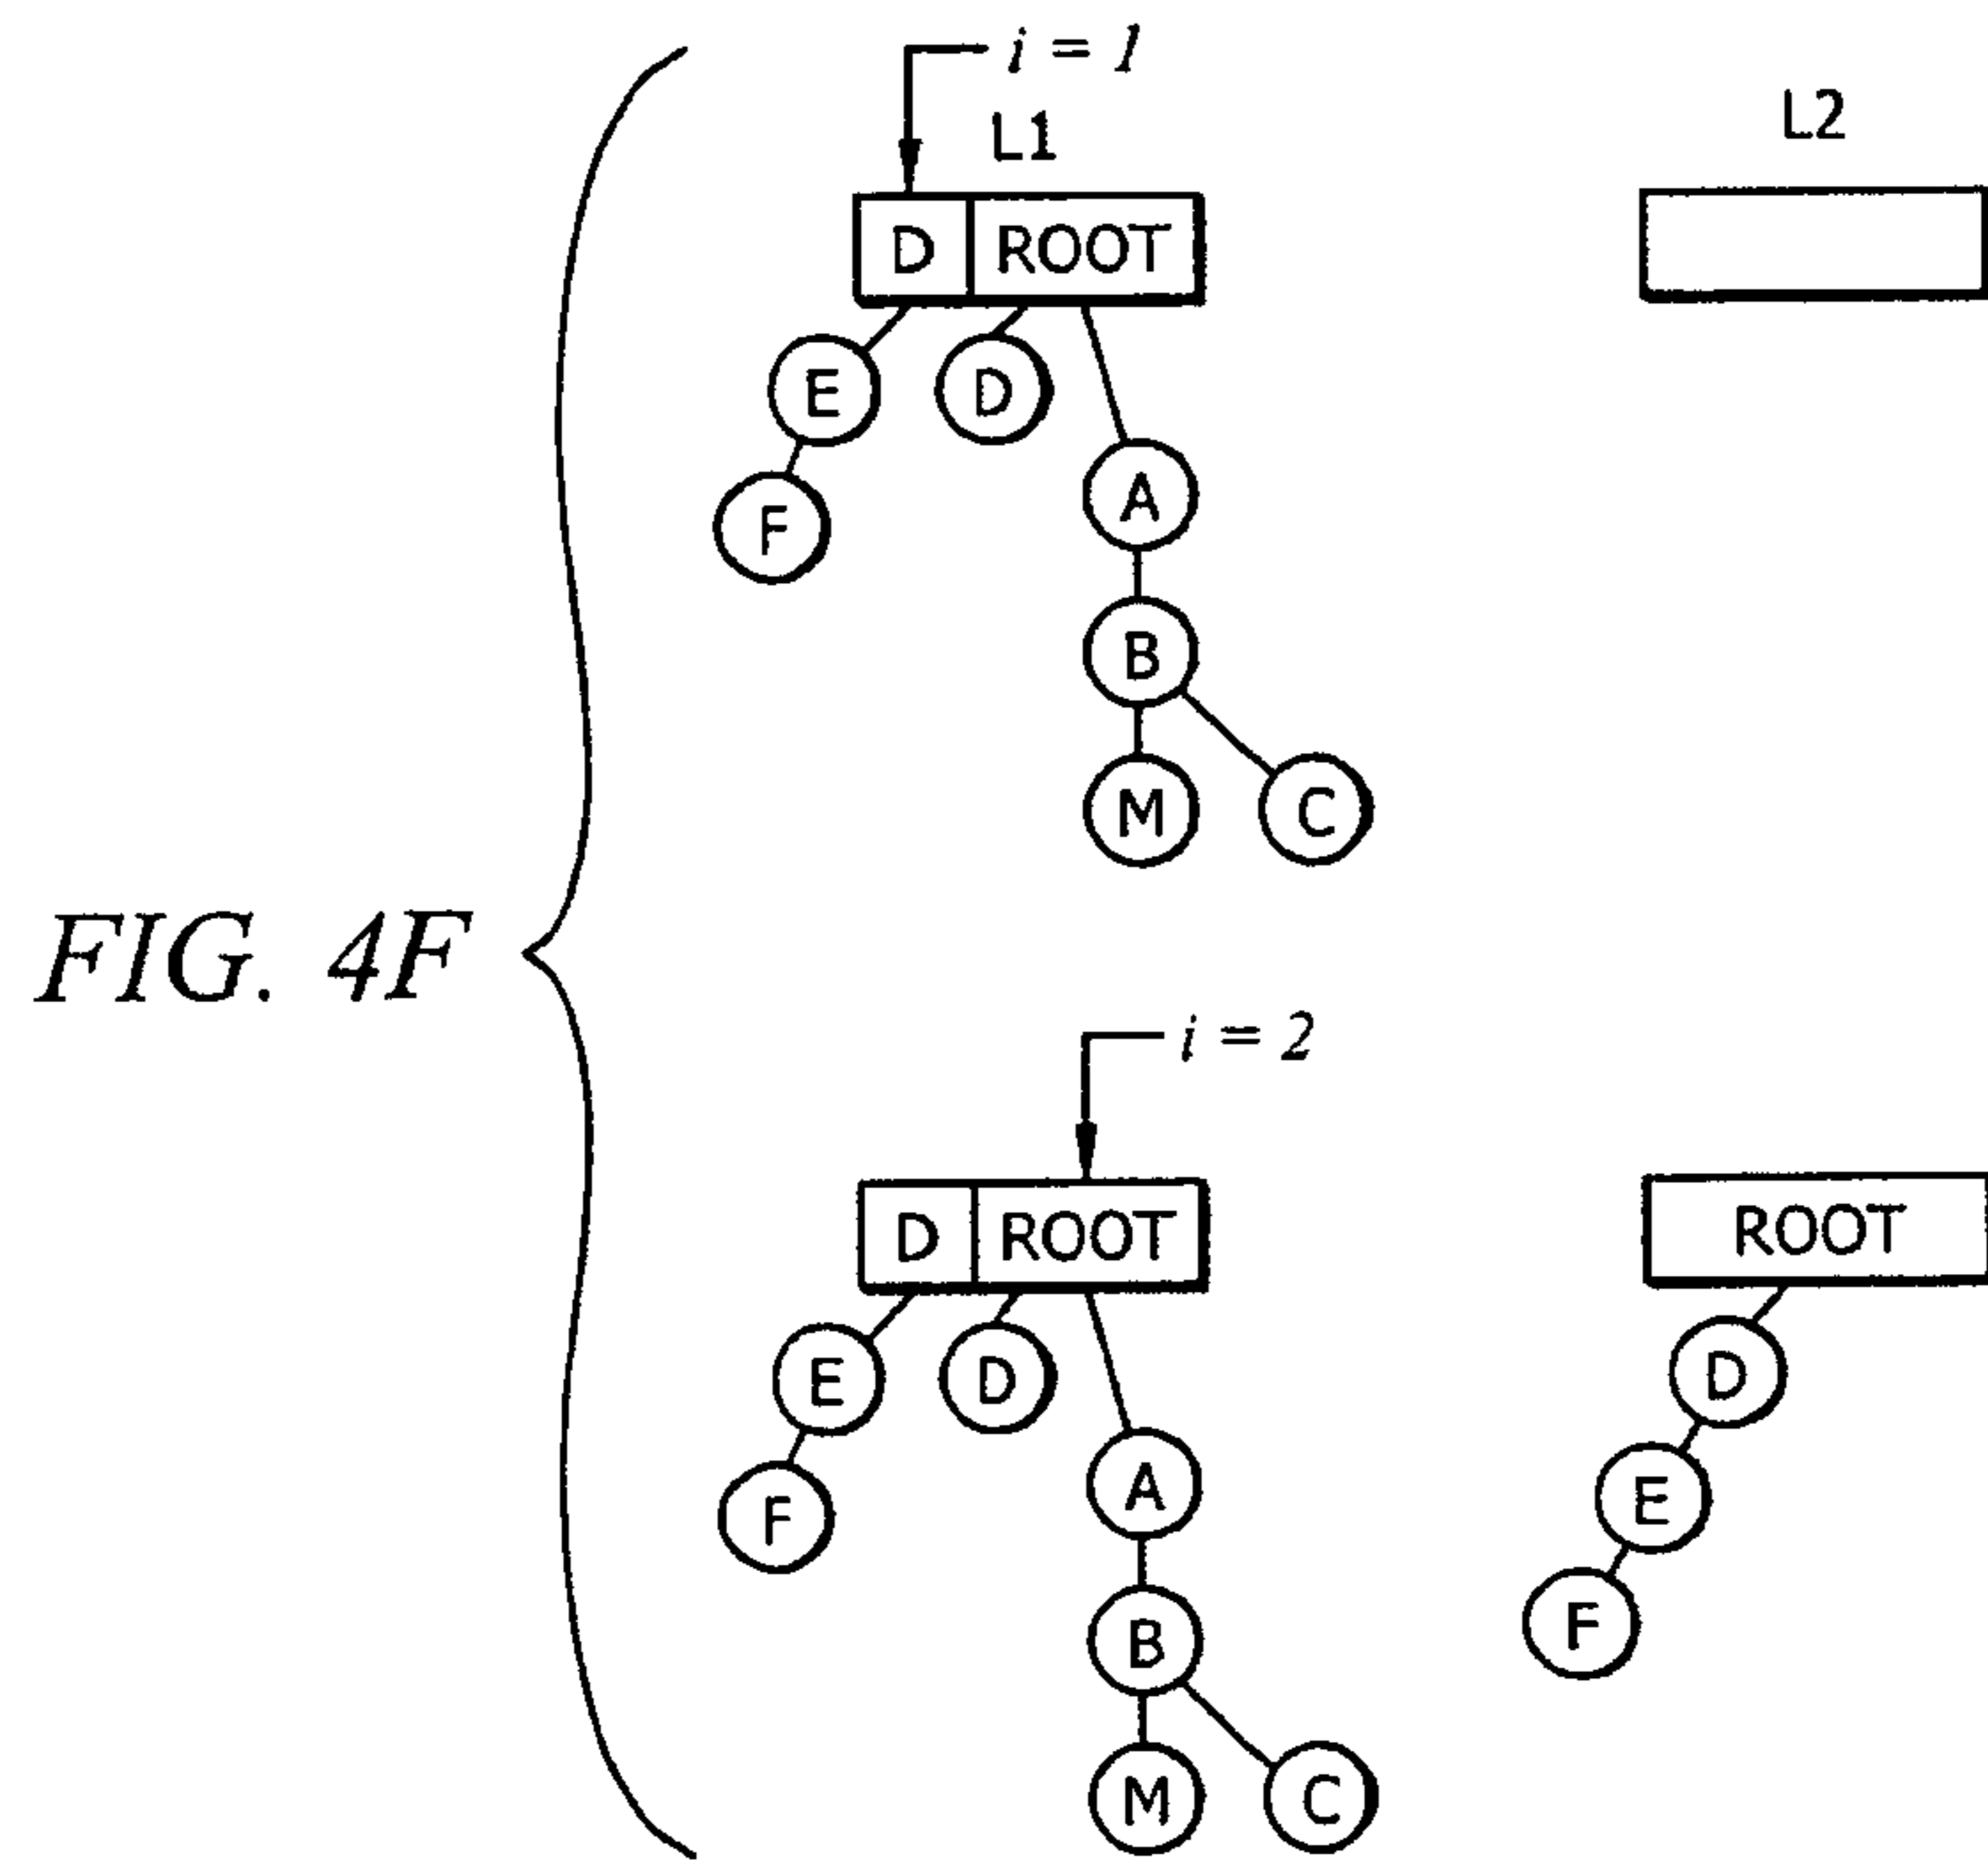 i = 1
L1
L2
D ROOT
E D
F
A
B
M C
FIG. 4F
i = 2
D ROOT
ROOT
E D
D
F
A
E
B
F
M C